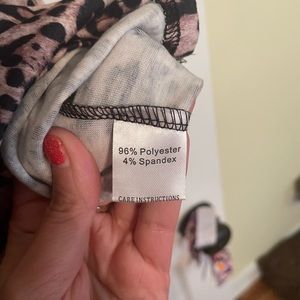 96% Polyester
4% Spandex
CARE INSTRUCTIONS